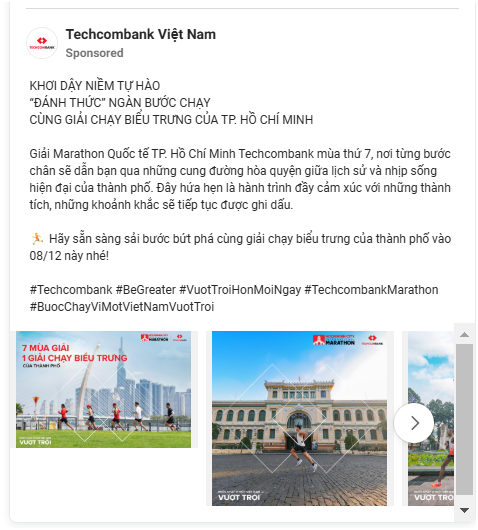 TECHCOMBANK
Techcombank Việt Nam
Sponsored
KHƠI DẬY NIỀM TỰ HÀO
“ĐÁNH THỨC” NGÀN BƯỚC CHẠY
CÙNG GIẢI CHẠY BIỂU TRƯNG CỦA TP. HỒ CHÍ MINH
Giải Marathon Quốc tế TP. Hồ Chí Minh Techcombank mùa thứ 7, nơi từng bước
chân sẽ dẫn bạn qua những cung đường hòa quyện giữa lịch sử và nhịp sống
hiện đại của thành phố. Đây hứa hẹn là hành trình đầy cảm xúc với những thành
tích, những khoảnh khắc sẽ tiếp tục được ghi dấu.
🏃 Hãy sẵn sàng sải bước bứt phá cùng giải chạy biểu trưng của thành phố vào
08/12 này nhé!
#Techcombank #BeGreater #VuotTroiHonMoiNgay #TechcombankMarathon
#BuocChayViMotVietNamVuotTroi
MARATHON
7 MÙA GIẢI
1 GIẢI CHẠY BIỂU TRƯNG
CỦA THÀNH PHỐ
VƯỢT TRỘI
MARATHON
TECHCOMBANK
VƯỢT TRỘI
VƯỢT TRỘI